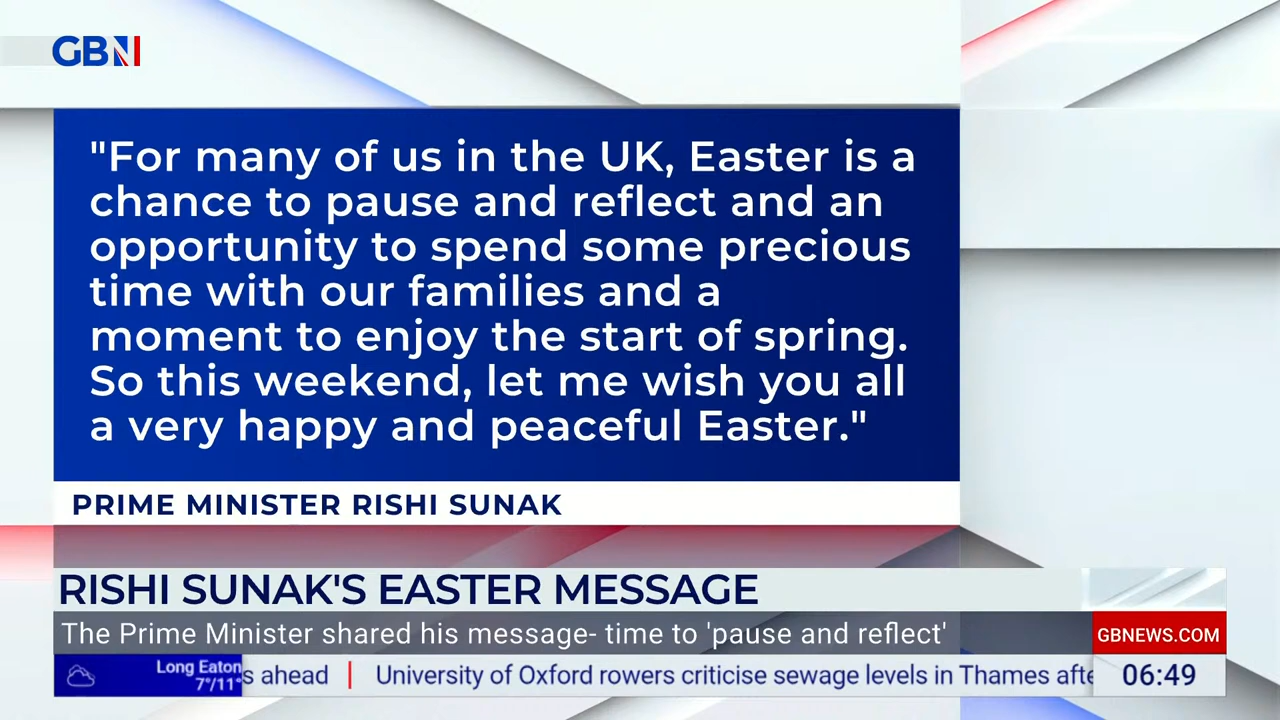 GBN
"For many of us in the UK, Easter is a
chance to pause and reflect and an
opportunity to spend some precious
time with our families and a
moment to enjoy the start of spring.
So this weekend, let me wish you all
a very happy and peaceful Easter."
PRIME MINISTER RISHI SUNAK
RISHI SUNAK'S EASTER MESSAGE
The Prime Minister shared his message- time to 'pause and reflect'
GBNEWS.COM
Long Eaton
7°/11°
s ahead | University of Oxford rowers criticise sewage levels in Thames afte
06:49